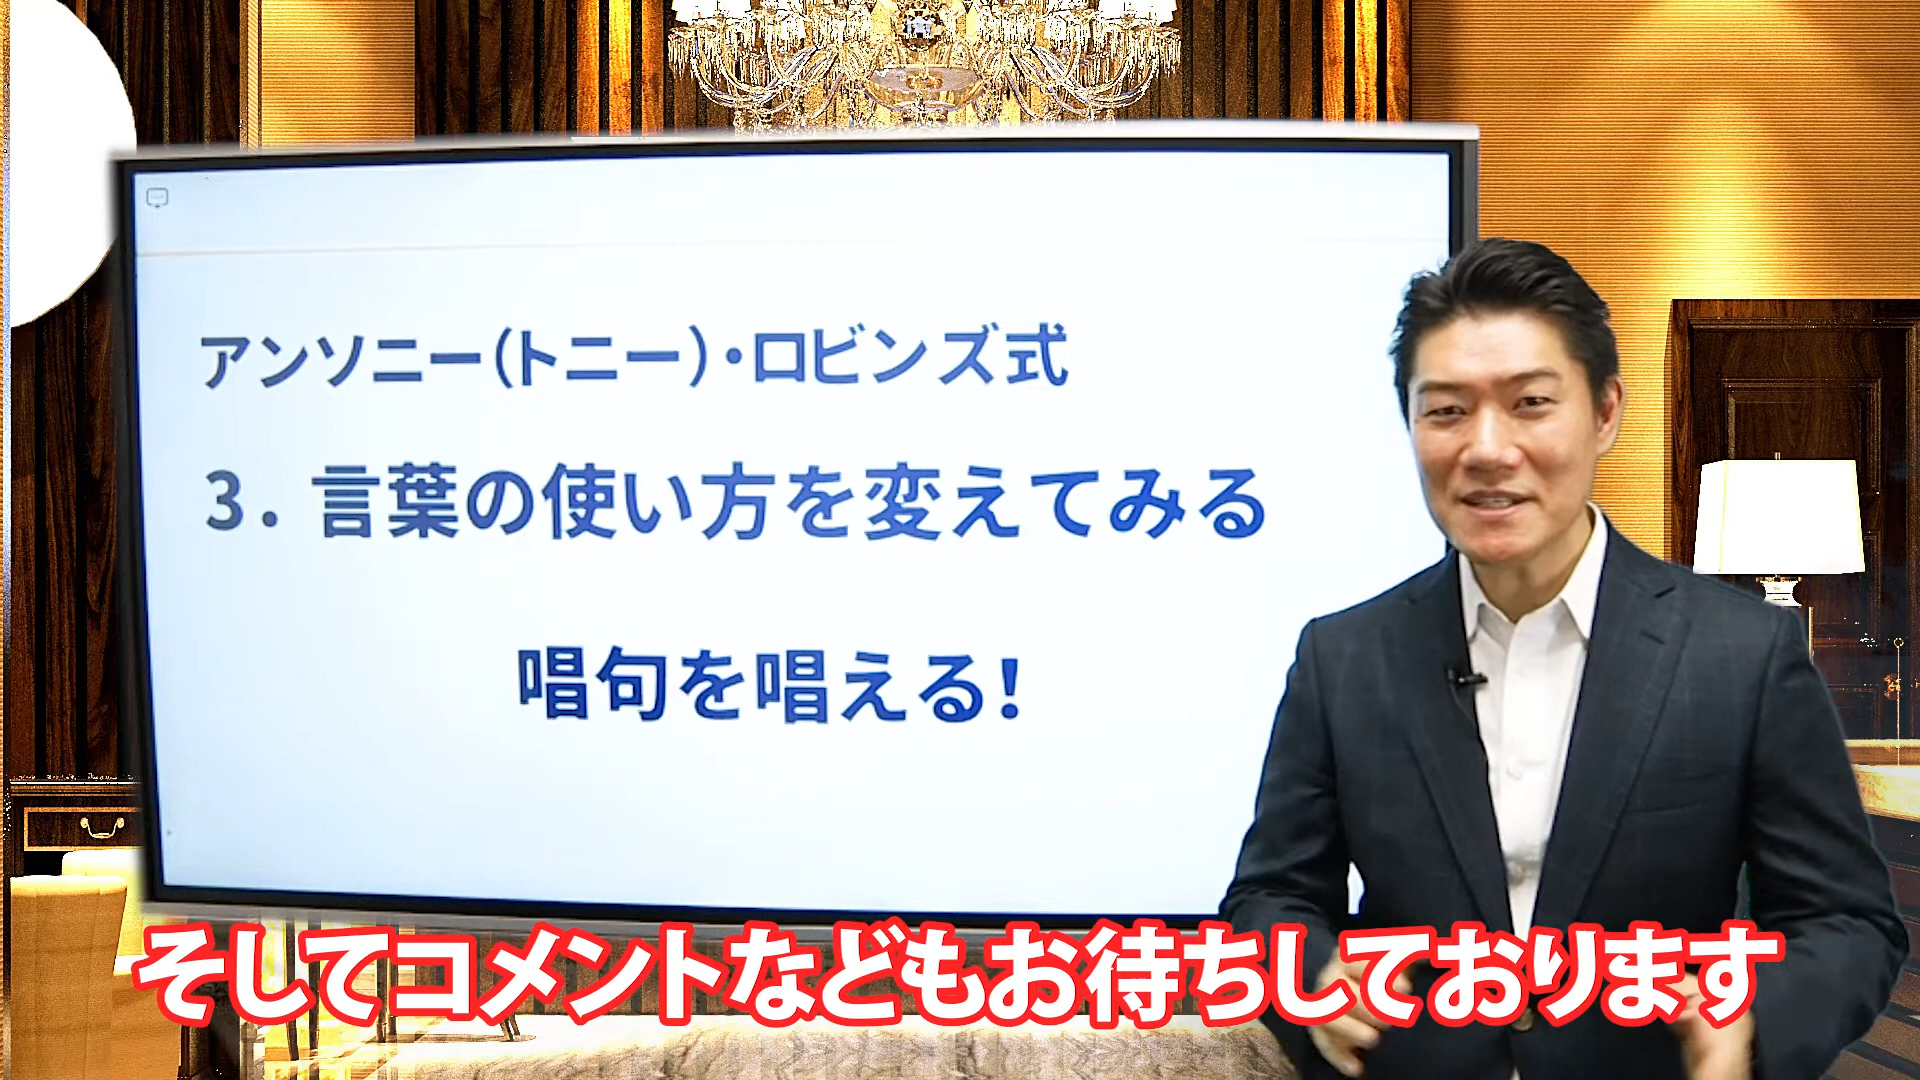 アンソニー(トニー)・ロビンズ式
3. 言葉の使い方を変えてみる
唱句を唱える!
そしてコメントなどもお待ちしております